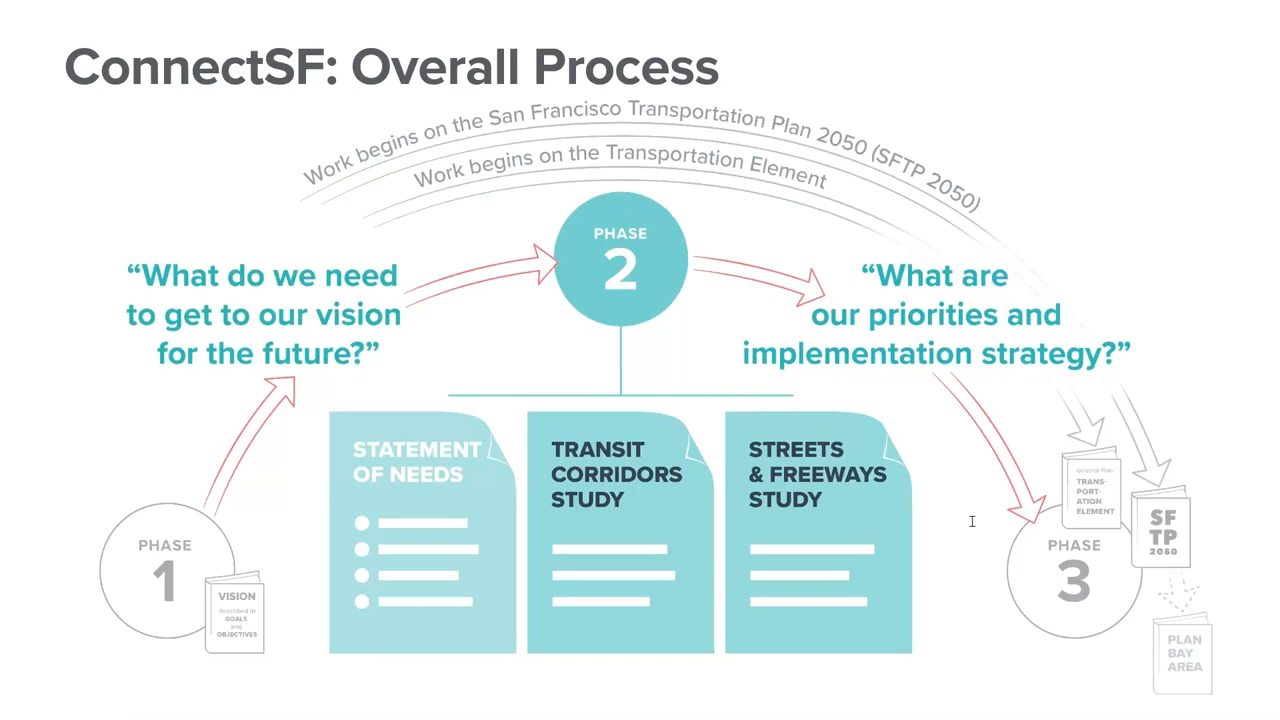 ConnectSF: Overall Process
Work begins on the San Francisco Transportation Plan 2050 (SFTP 2050)
Work begins on the Transportation Element
PHASE
2
“What do we need
to get to our vision
for the future?”
“What are
our priorities and
implementation strategy?”
STATEMENT
OF NEEDS
TRANSIT
CORRIDORS
STUDY
STREETS
& FREEWAYS
STUDY
PHASE
1
VISION
described in
GOALS
and
OBJECTIVES
General Plan
TRANS-
PORT-
ATION
ELEMENT
SF
TP
2050
PHASE
3
PLAN
BAY
AREA